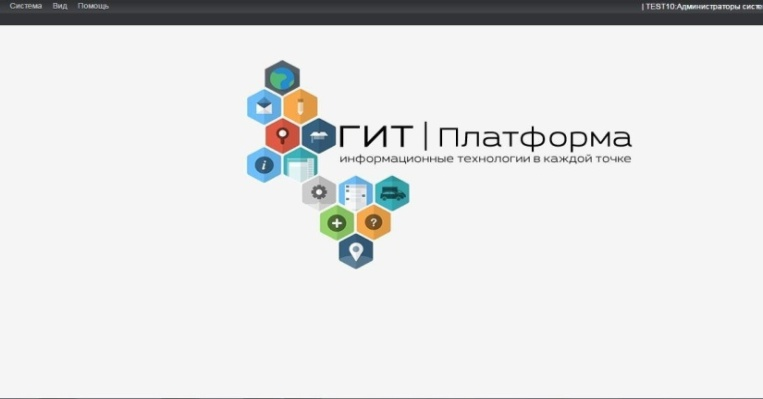 Система Вид Помощь
| TEST10:Администраторы систе
ГИТ | Платформа
информационные технологии в каждой точке